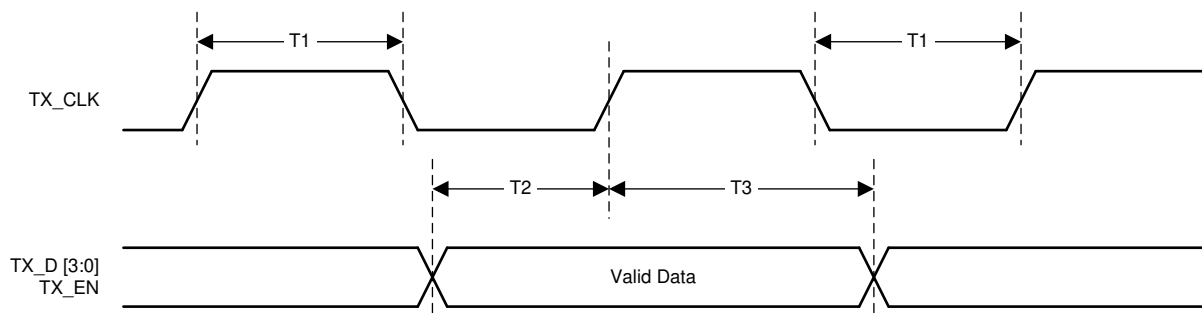 T1
T1
TX_CLK
T2
T3
TX_D [3:0]
TX_EN
Valid Data